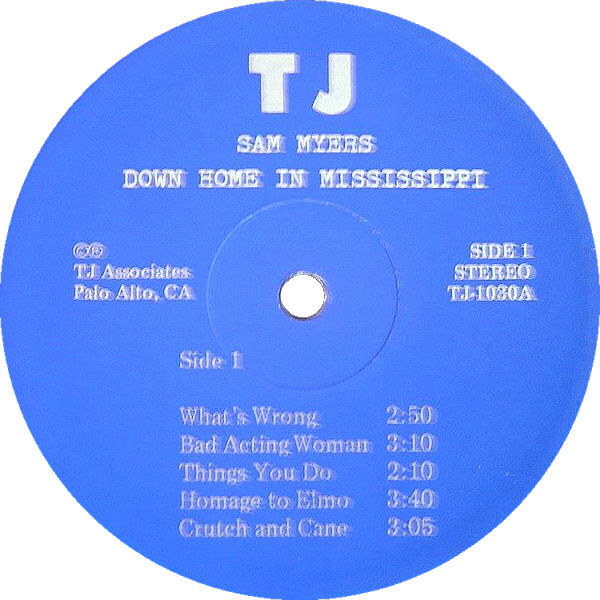 TJ
SAM MYERS
DOWN HOME IN MISSISSIPPI
©℗
TJ Associates
Palo Alto, CA
SIDE 1
STEREO
TJ-1030A
Side 1
What's Wrong 2:50
Bad Acting Woman 3:10
Things You Do 2:10
Homage to Elmo 3:40
Crutch and Cane 3:05